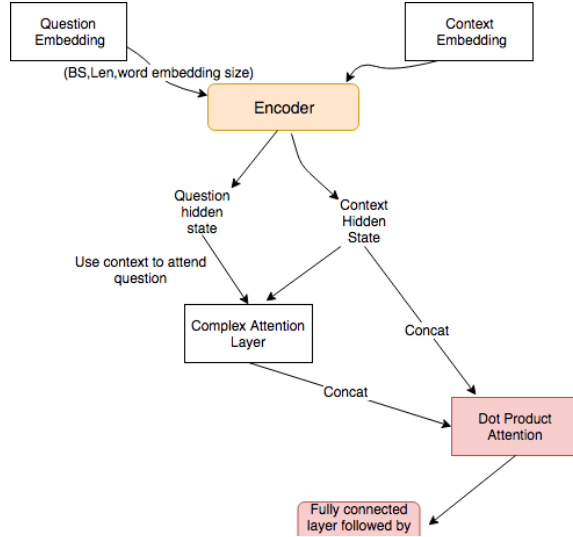 Question
Embedding
Context
Embedding
(BS,Len,word embedding size)
Encoder
Question
hidden
state
Context
Hidden
State
Use context to attend
question
Complex Attention
Layer
Concat
Concat
Dot Product
Attention
Fully connected
layer followed by